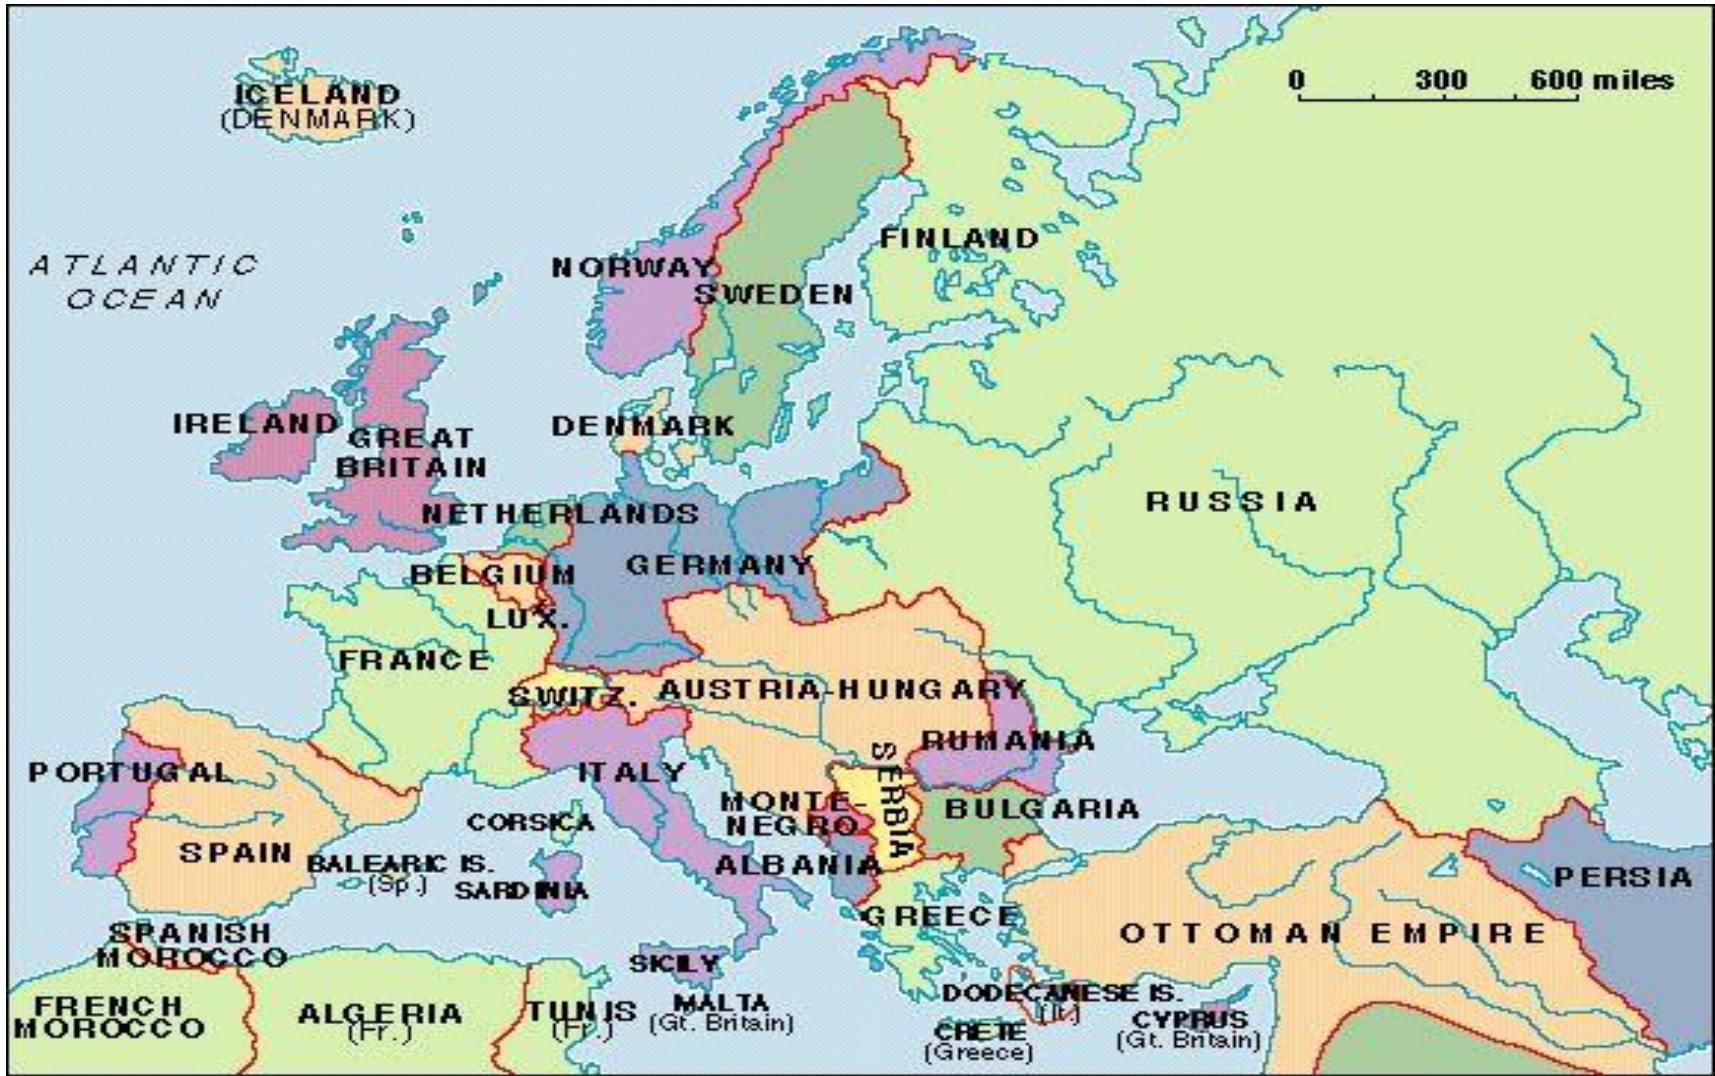 0 300 600 miles
ICELAND
(DENMARK)
ATLANTIC
OCEAN
NORWAY
FINLAND
SWEDEN
IRELAND
GREAT
BRITAIN
DENMARK
RUSSIA
NETHERLANDS
GERMANY
BELGIUM
LUX.
FRANCE
SWITZ.
AUSTRIA-HUNGARY
RUMANIA
PORTUGAL
ITALY
SERBIA
MONTE-
NEGRO
BULGARIA
CORSICA
SPAIN
BALEARIC IS.
(Sp.)
SARDINIA
ALBANIA
PERSIA
GREECE
OTTOMAN EMPIRE
SPANISH
MOROCCO
SICILY
FRENCH
MOROCCO
ALGERIA
(Fr.)
TUNIS
(Fr.)
MALTA
(Gt. Britain)
DODECANESE IS.
(It.)
CRETE
(Greece)
CYPRUS
(Gt. Britain)